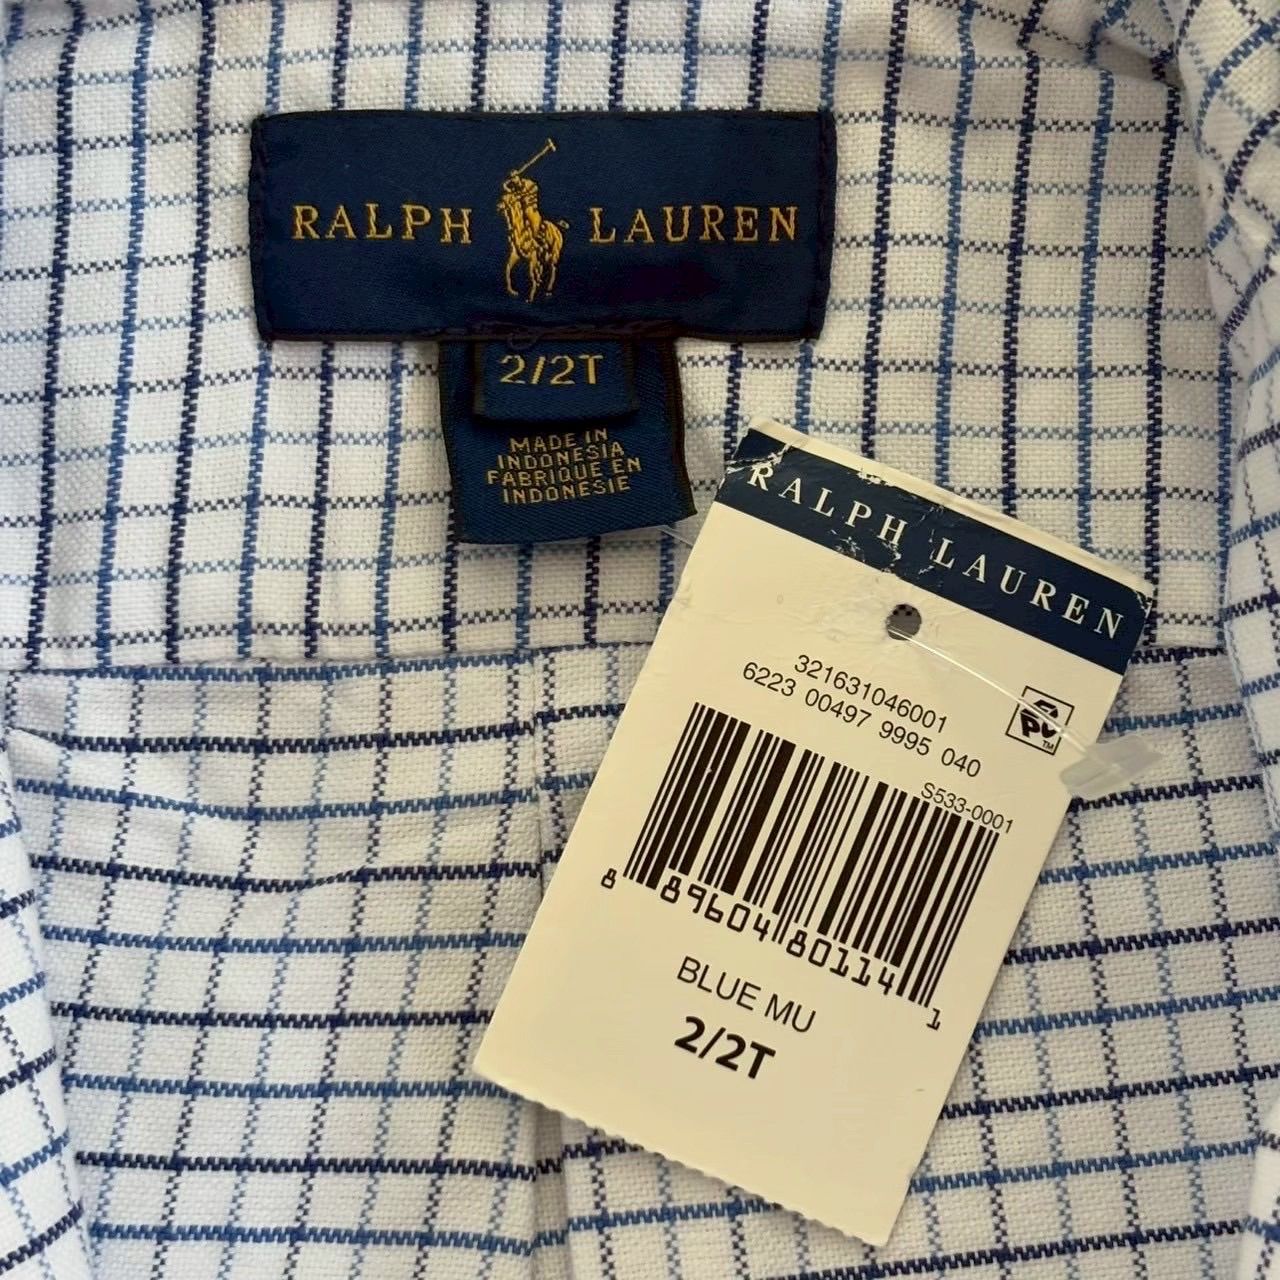 RALPH LAUREN
2/2T
MADE IN
INDONESIA
FABRIQUE EN
INDONESIE
RALPH LAUREN
321631046001
6223 00497 9995 040
PC™
S533-0001
8 89604 80114 1
BLUE MU
2/2T